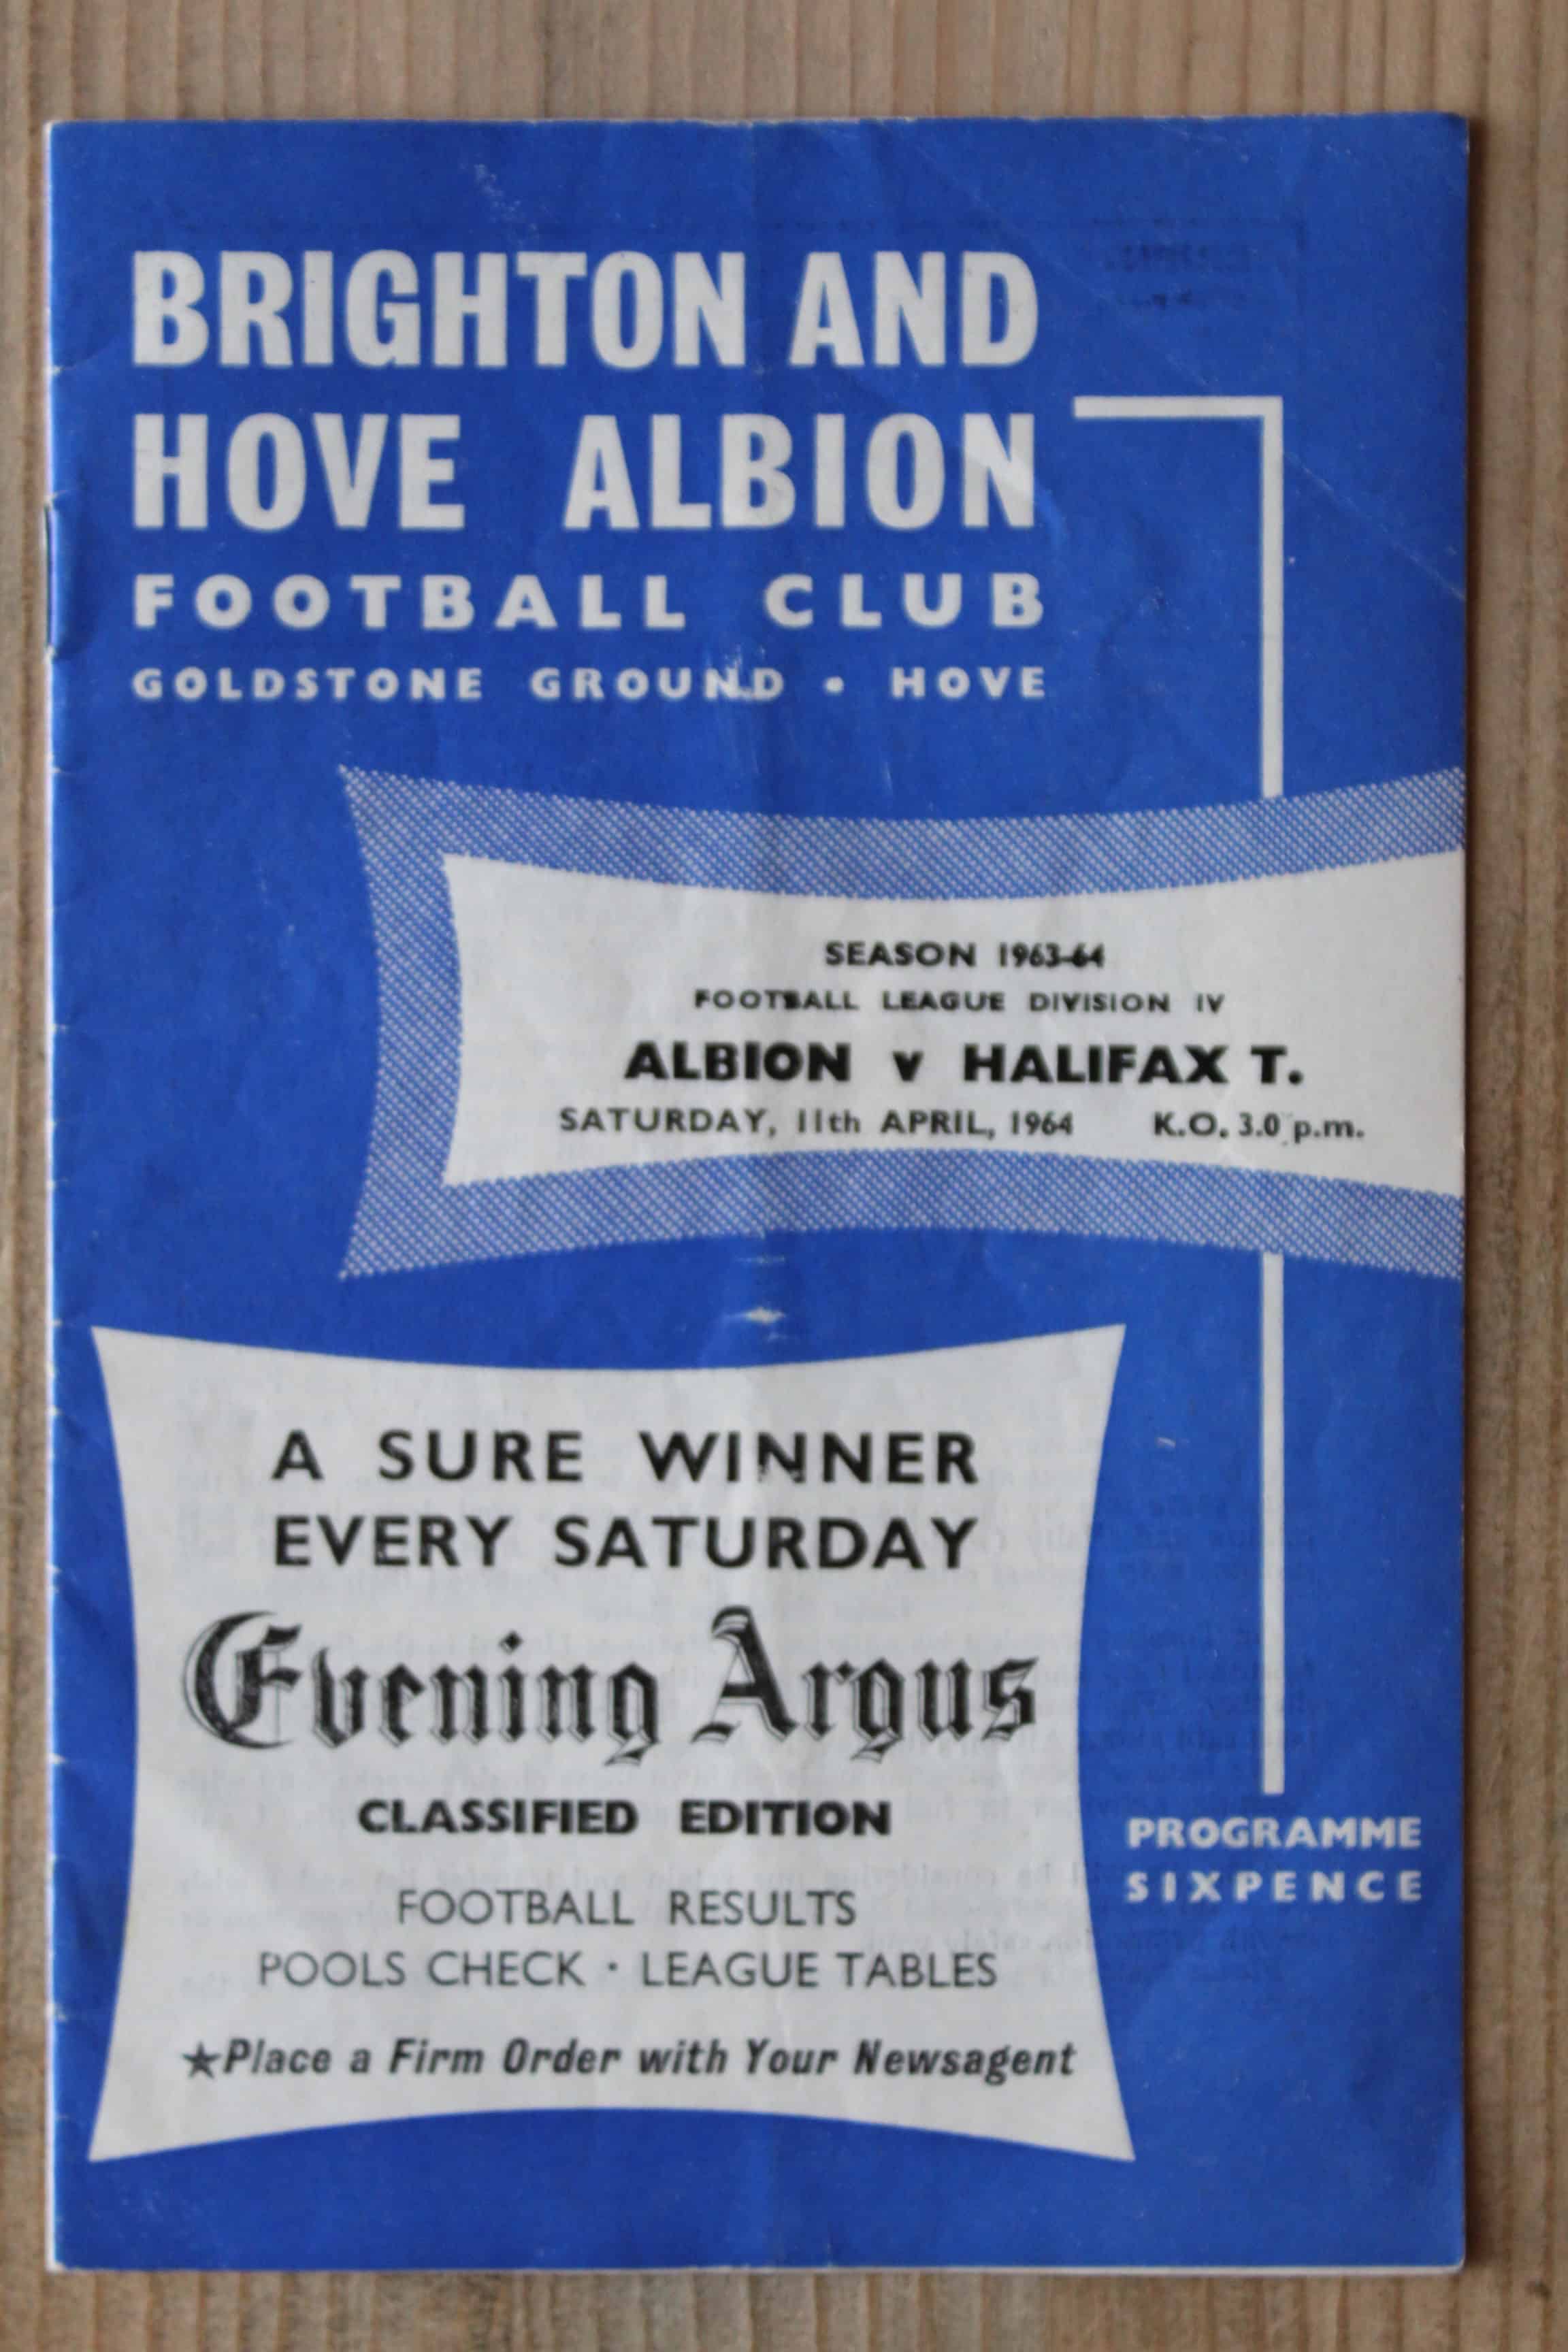 BRIGHTON AND
HOVE ALBION
FOOTBALL CLUB
GOLDSTONE GROUND • HOVE
SEASON 1963-64
FOOTBALL LEAGUE DIVISION IV
ALBION v HALIFAX T.
SATURDAY, 11th APRIL, 1964 K.O. 3.0 p.m.
A SURE WINNER
EVERY SATURDAY
Evening Argus
CLASSIFIED EDITION
FOOTBALL RESULTS
POOLS CHECK · LEAGUE TABLES
★Place a Firm Order with Your Newsagent
PROGRAMME
SIXPENCE